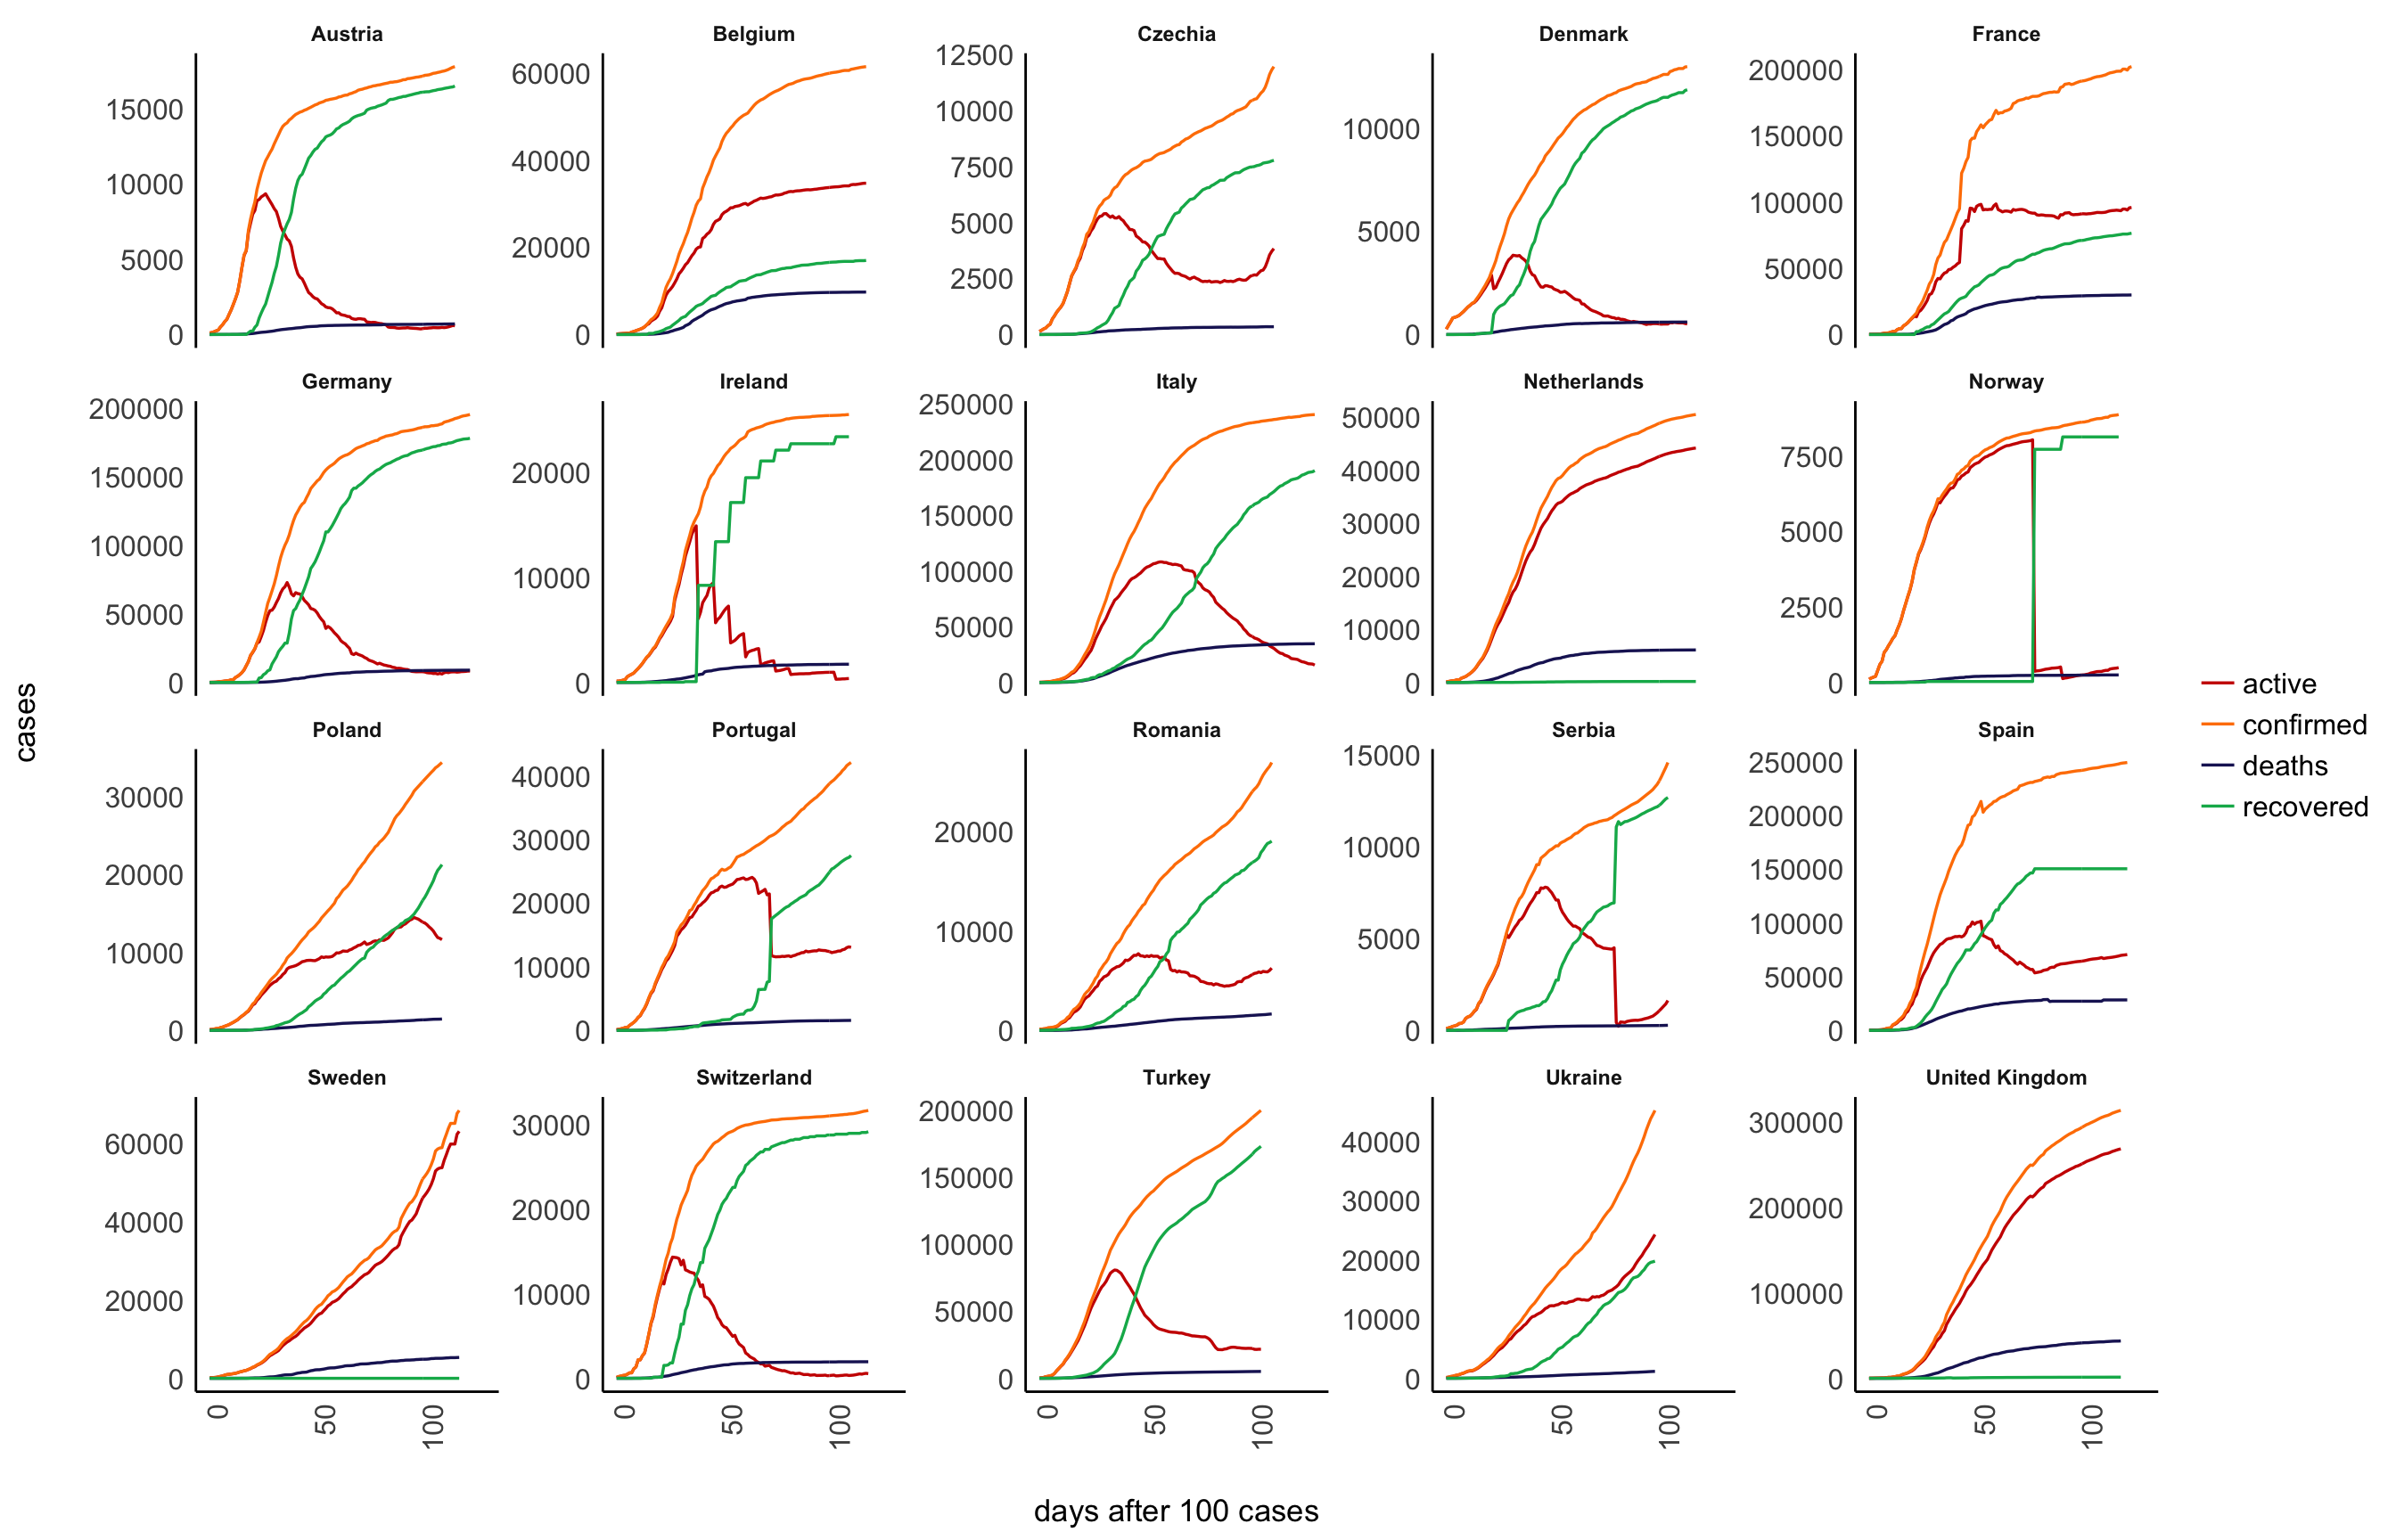 Austria Belgium Czechia Denmark France
15000 10000 5000 0
60000 40000 20000 0
12500 10000 7500 5000 2500 0
10000 5000 0
200000 150000 100000 50000 0
Germany Ireland Italy Netherlands Norway
200000 150000 100000 50000 0
20000 10000 0
250000 200000 150000 100000 50000 0
50000 40000 30000 20000 10000 0
7500 5000 2500 0
Poland Portugal Romania Serbia Spain
30000 20000 10000 0
40000 30000 20000 10000 0
20000 10000 0
15000 10000 5000 0
250000 200000 150000 100000 50000 0
Sweden Switzerland Turkey Ukraine United Kingdom
60000 40000 20000 0
30000 20000 10000 0
200000 150000 100000 50000 0
40000 30000 20000 10000 0
300000 200000 100000 0
0 50 100 0 50 100 0 50 100 0 50 100 0 50 100
days after 100 cases
cases
active
confirmed
deaths
recovered